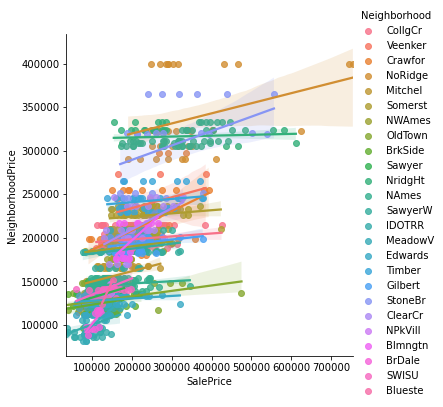 Neighborhood
CollgCr
Veenker
Crawfor
NoRidge
Mitchel
Somerst
NWAmes
OldTown
BrkSide
Sawyer
NridgHt
NAmes
SawyerW
IDOTRR
MeadowV
Edwards
Timber
Gilbert
StoneBr
ClearCr
NPkVill
Blmngtn
BrDale
SWISU
Blueste
NeighborhoodPrice
400000
350000
300000
250000
200000
150000
100000
100000 200000 300000 400000 500000 600000 700000
SalePrice